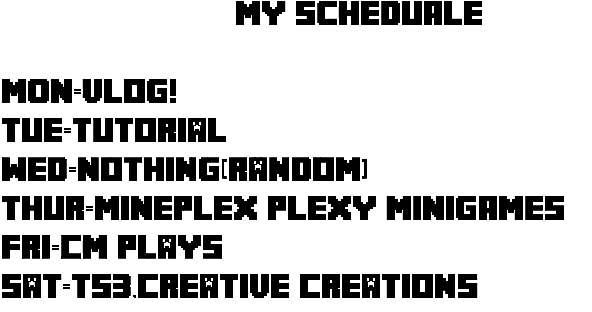 MY SCHEDUALE
MON=VLOG!
TUE=TUTORIAL
WED=NOTHING[RANDOM]
THUR=MINEPLEX PLEXY MINIGAMES
FRI=CM PLAYS
SAT=TS3,CREATIVE CREATIONS